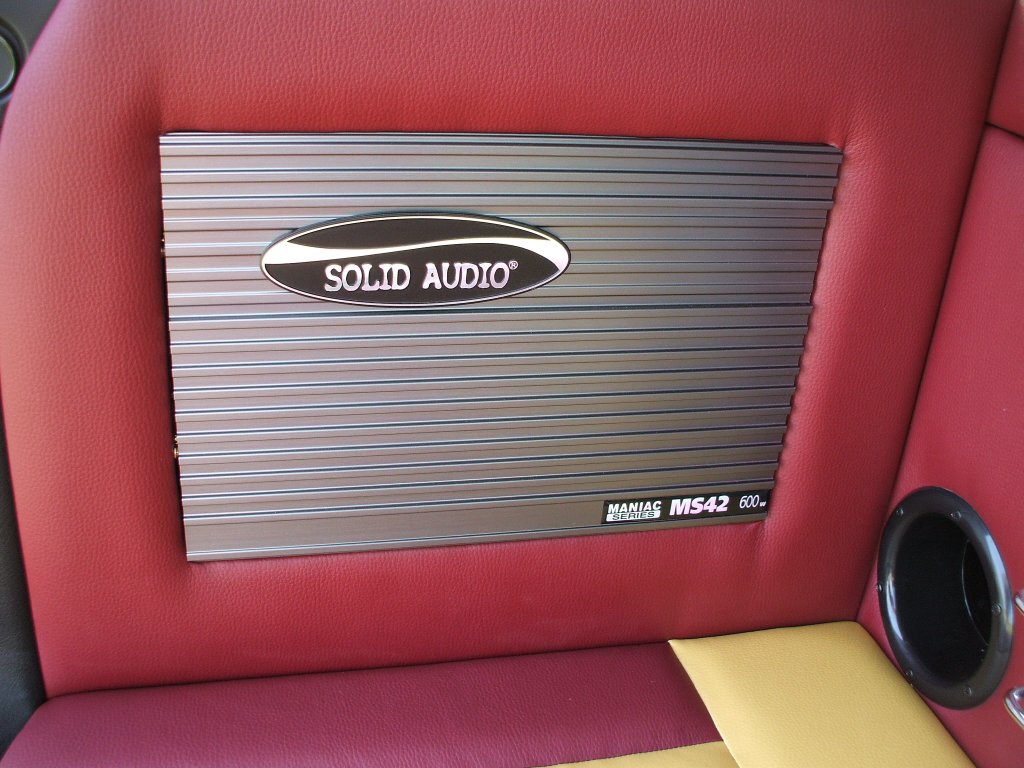 SOLID AUDIO®
MANIAC SERIES MS42 600w